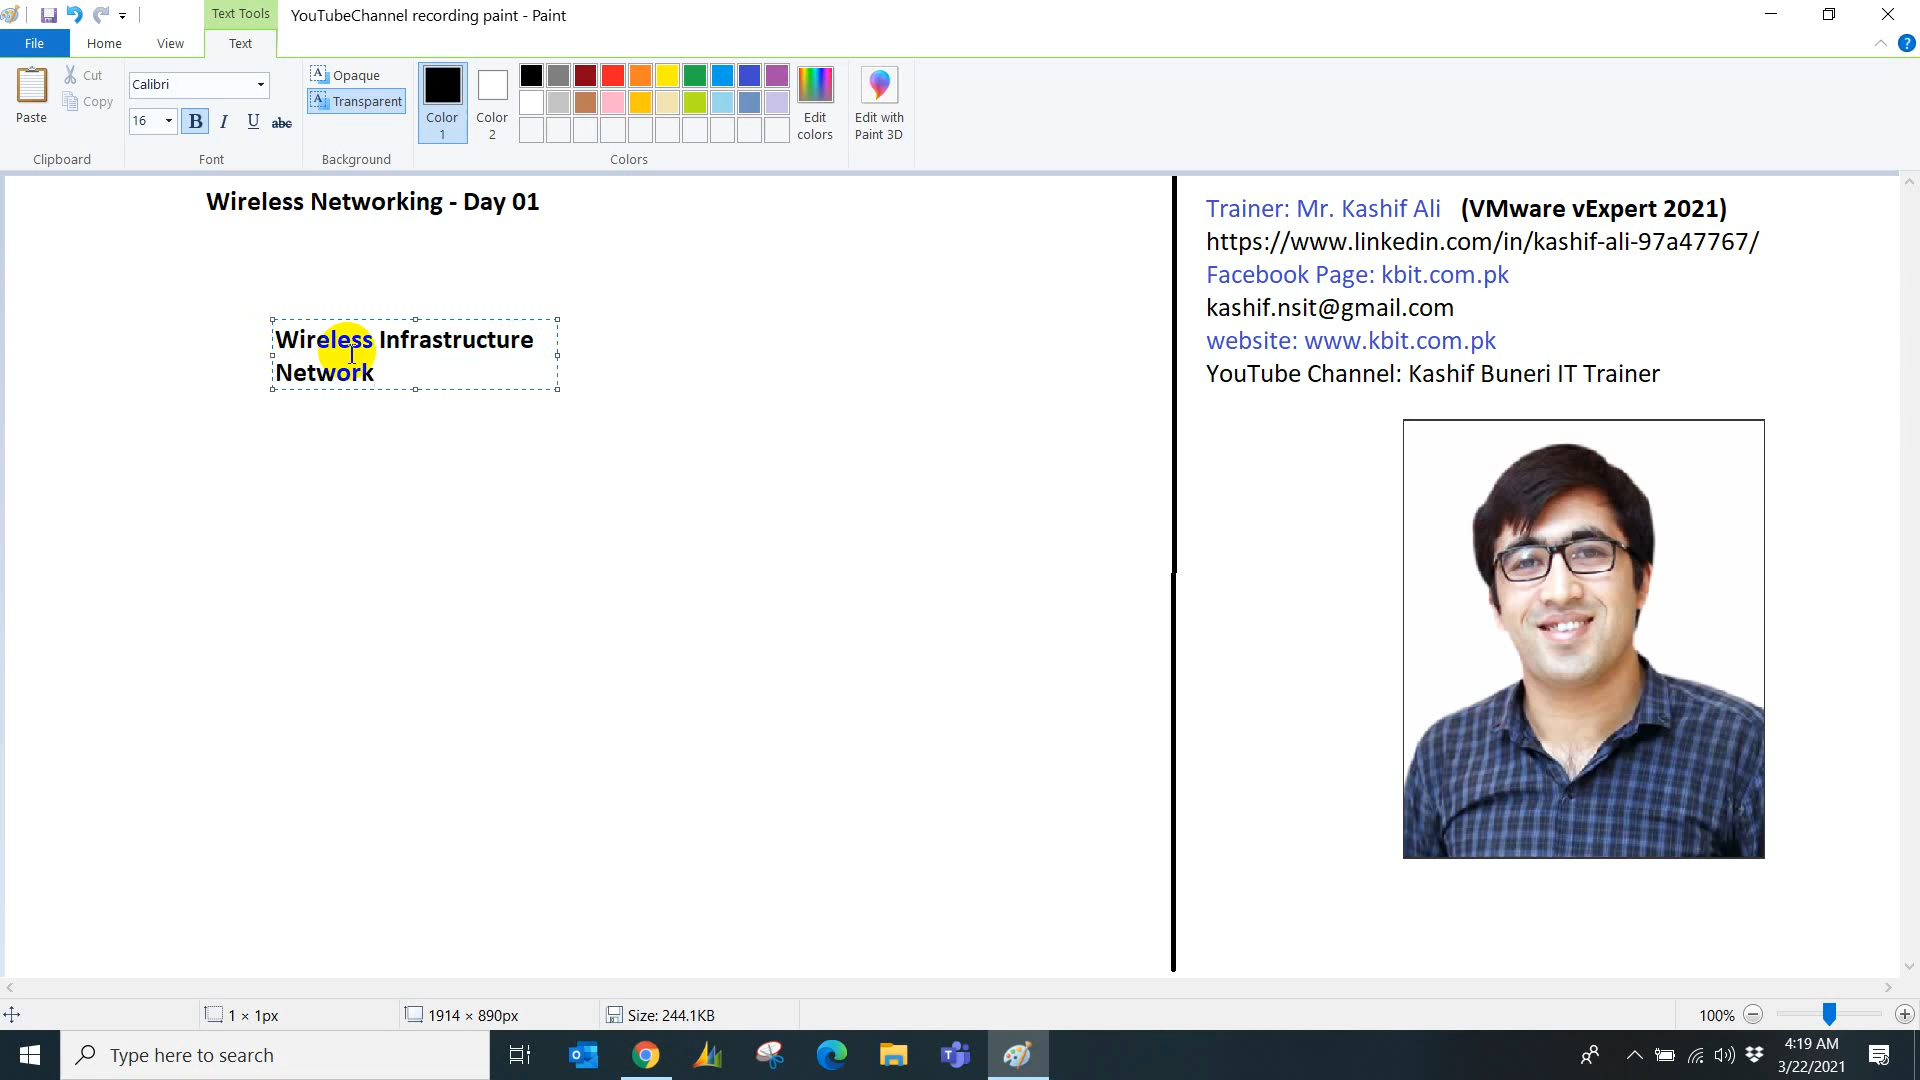 Text Tools
YouTubeChannel recording paint - Paint
File
Home
View
Text
Paste
Cut
Copy
Clipboard
Calibri
16
B I U abc
Font
Opaque
Transparent
Background
Color 1
Color 2
Edit colors
Colors
Edit with Paint 3D
Wireless Networking - Day 01
Wireless Infrastructure
Network
Trainer: Mr. Kashif Ali (VMware vExpert 2021)
https://www.linkedin.com/in/kashif-ali-97a47767/
Facebook Page: kbit.com.pk
kashif.nsit@gmail.com
website: www.kbit.com.pk
YouTube Channel: Kashif Buneri IT Trainer
1 × 1px
1914 × 890px
Size: 244.1KB
100%
Type here to search
4:19 AM
3/22/2021